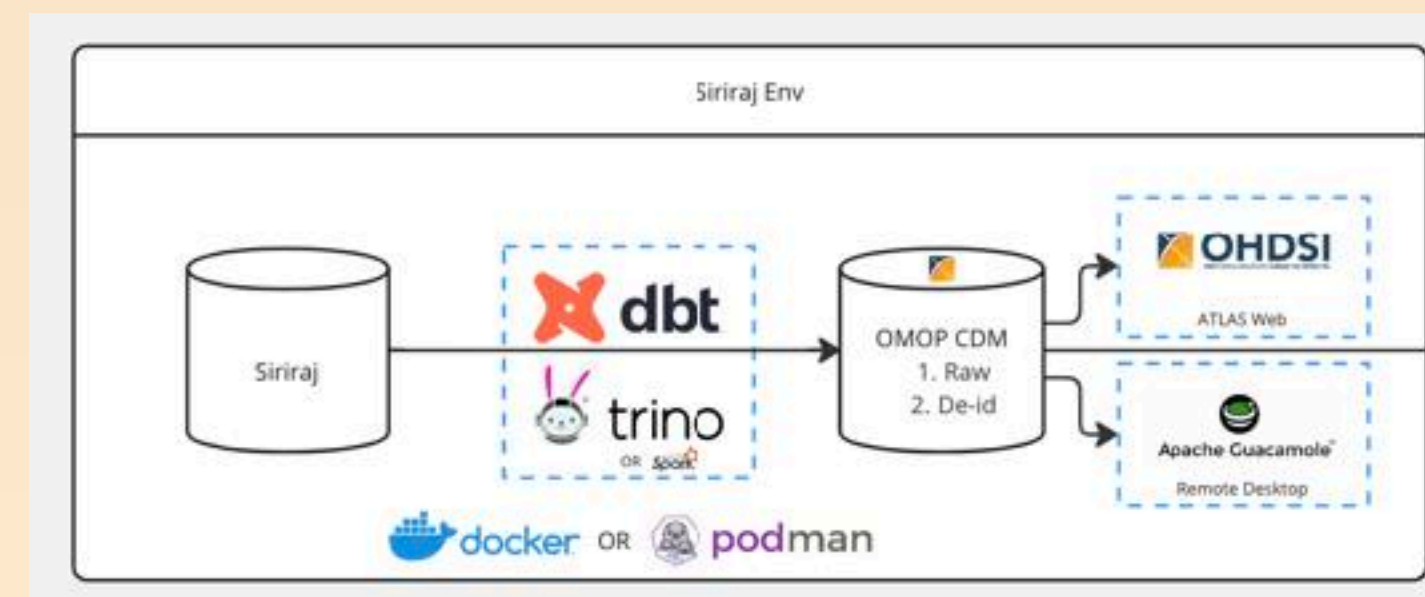 Siriraj Env
Siriraj
dbt
trino
OR Spark
OMOP CDM
1. Raw
2. De-id
OHDSI
ATLAS Web
Apache Guacamole
Remote Desktop
docker OR podman